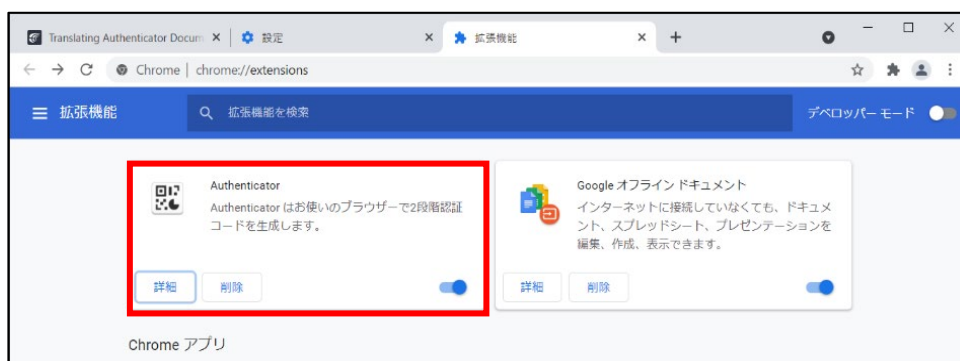 Translating Authenticator Docum
設定
拡張機能
Chrome | chrome://extensions
拡張機能
拡張機能を検索
デベロッパー モード
Authenticator
Authenticator はお使いのブラウザーで2段階認証
コードを生成します。
詳細
削除
Google オフライン ドキュメント
インターネットに接続していなくても、ドキュメ
ント、スプレッドシート、プレゼンテーションを
編集、作成、表示できます。
詳細
削除
Chrome アプリ